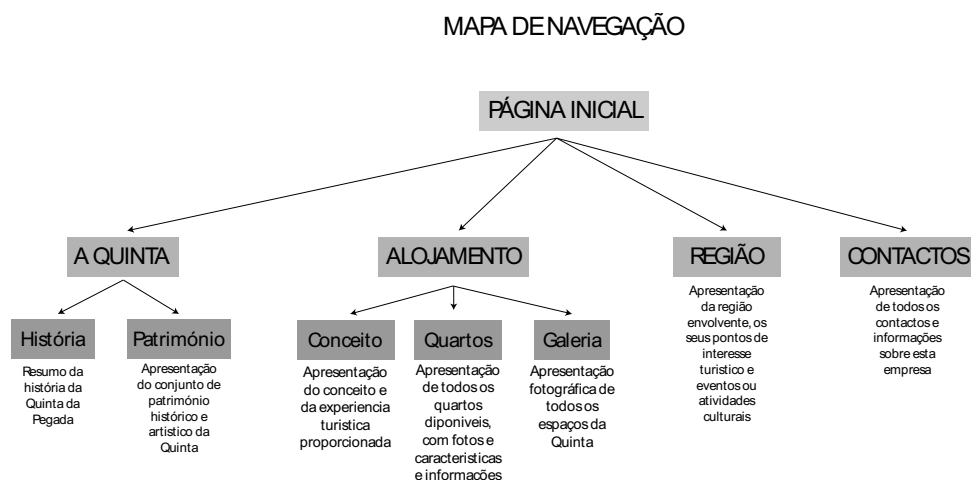 MAPA DE NAVEGAÇÃO
PÁGINA INICIAL
A QUINTA
História
Resumo da
história da
Quinta da
Pegada
Património
Apresentação
do conjunto de
património
histórico e
artistico da
Quinta
ALOJAMENTO
Conceito
Apresentação
do conceito e
da experiencia
turistica
proporcionada
Quartos
Apresentação
de todos os
quartos
diponiveis,
com fotos e
caracteristicas
e informações
Galeria
Apresentação
fotográfica de
todos os
espaços da
Quinta
REGIÃO
Apresentação
da região
envolvente, os
seus pontos de
interesse
turistico e
eventos ou
atividades
culturais
CONTACTOS
Apresentação
de todos os
contactos e
informações
sobre esta
empresa